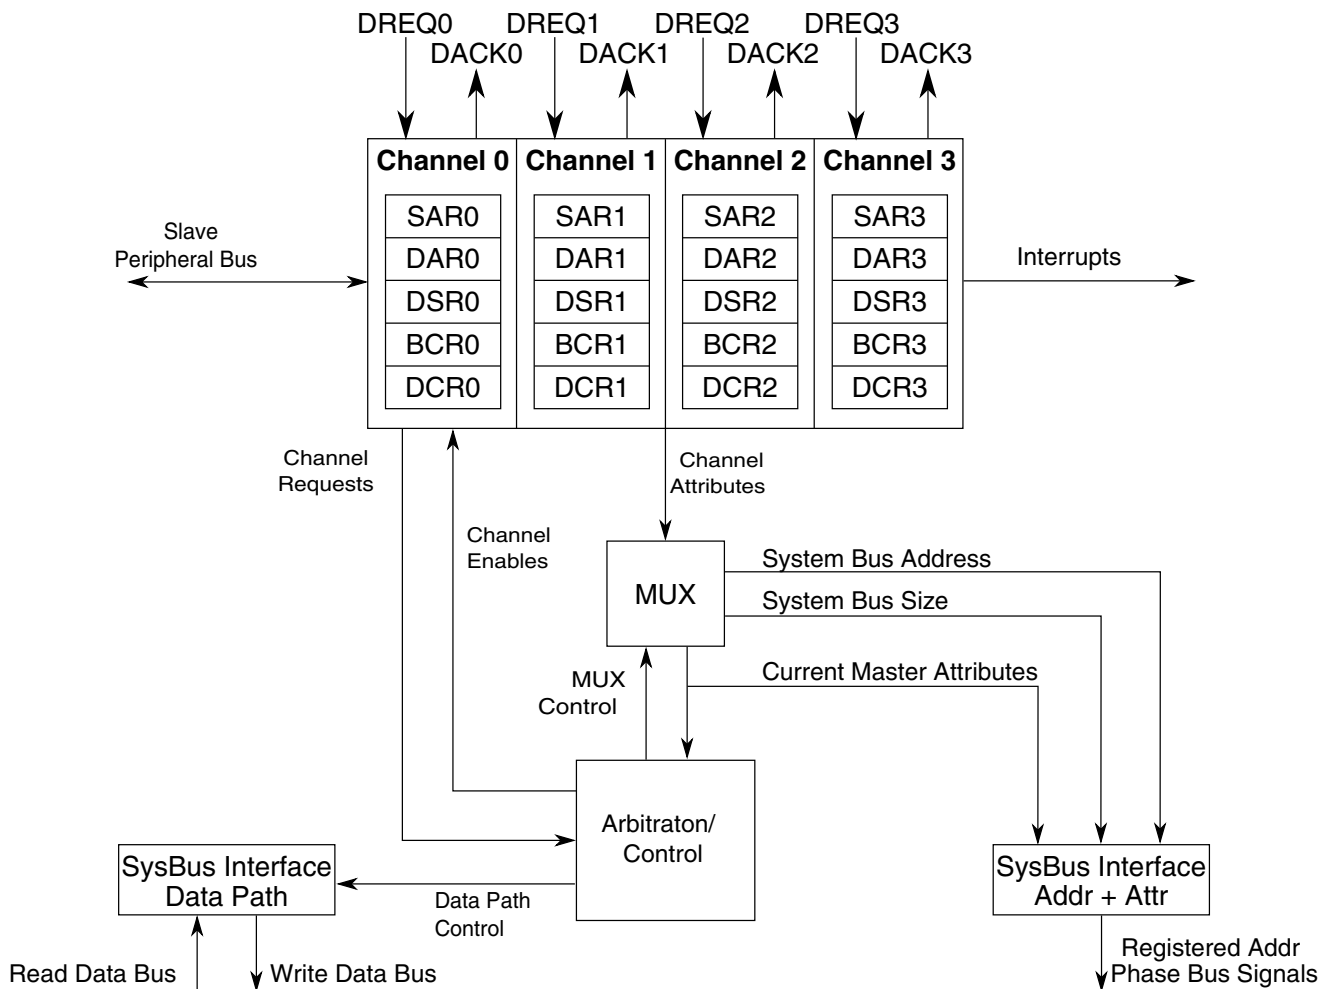 DREQ0 DREQ1 DREQ2 DREQ3
DACK0 DACK1 DACK2 DACK3
Channel 0 Channel 1 Channel 2 Channel 3
SAR0 SAR1 SAR2 SAR3
DAR0 DAR1 DAR2 DAR3
DSR0 DSR1 DSR2 DSR3
BCR0 BCR1 BCR2 BCR3
DCR0 DCR1 DCR2 DCR3
Slave
Peripheral Bus
Interrupts
Channel
Requests
Channel
Attributes
Channel
Enables
MUX
System Bus Address
System Bus Size
Current Master Attributes
MUX
Control
Arbitraton/
Control
SysBus Interface
Data Path
Data Path
Control
SysBus Interface
Addr + Attr
Read Data Bus
Write Data Bus
Registered Addr
Phase Bus Signals